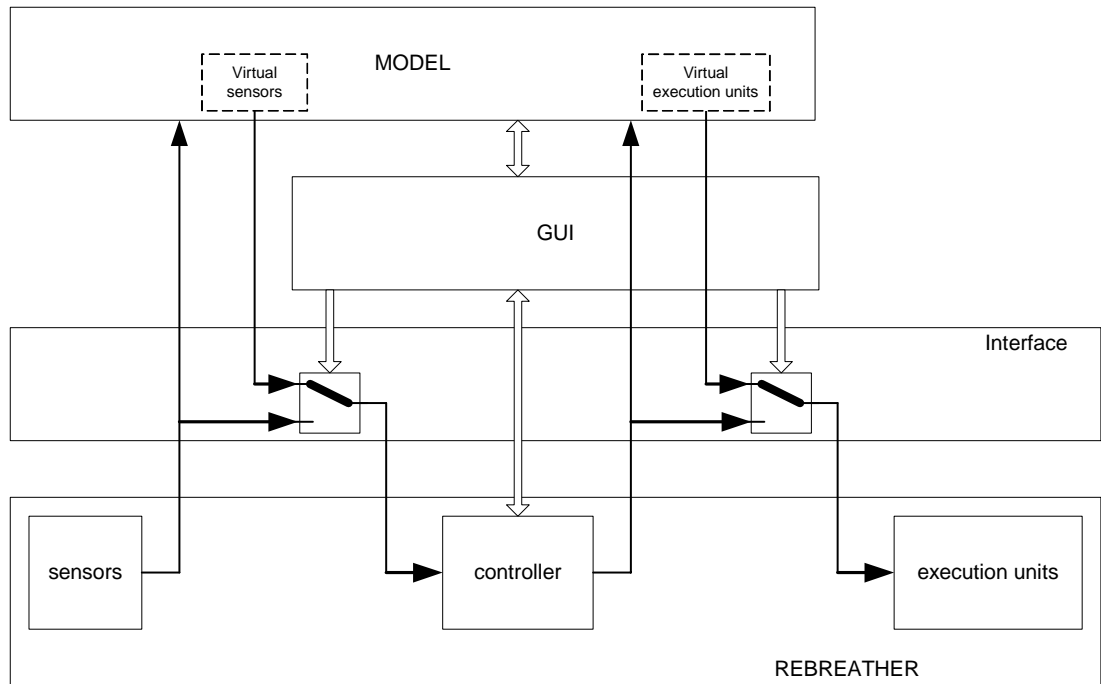 MODEL
Virtual
sensors
Virtual
execution units
GUI
Interface
sensors
controller
execution units
REBREATHER